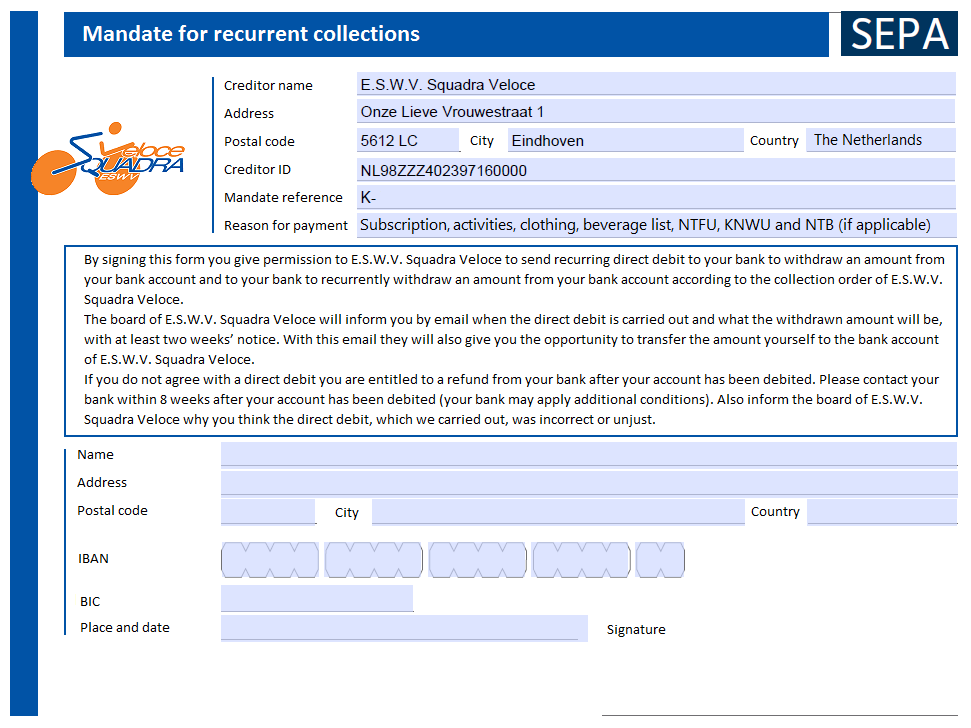 Mandate for recurrent collections
SEPA
Creditor name E.S.W.V. Squadra Veloce
Address Onze Lieve Vrouwestraat 1
Postal code 5612 LC City Eindhoven Country The Netherlands
Creditor ID NL98ZZZ402397160000
Mandate reference K-
Reason for payment Subscription, activities, clothing, beverage list, NTFU, KNWU and NTB (if applicable)
Veloce
SQUADRA
ESWV
By signing this form you give permission to E.S.W.V. Squadra Veloce to send recurring direct debit to your bank to withdraw an amount from
your bank account and to your bank to recurrently withdraw an amount from your bank account according to the collection order of E.S.W.V.
Squadra Veloce.
The board of E.S.W.V. Squadra Veloce will inform you by email when the direct debit is carried out and what the withdrawn amount will be,
with at least two weeks’ notice. With this email they will also give you the opportunity to transfer the amount yourself to the bank account
of E.S.W.V. Squadra Veloce.
If you do not agree with a direct debit you are entitled to a refund from your bank after your account has been debited. Please contact your
bank within 8 weeks after your account has been debited (your bank may apply additional conditions). Also inform the board of E.S.W.V.
Squadra Veloce why you think the direct debit, which we carried out, was incorrect or unjust.
Name
Address
Postal code City Country
IBAN
BIC
Place and date Signature